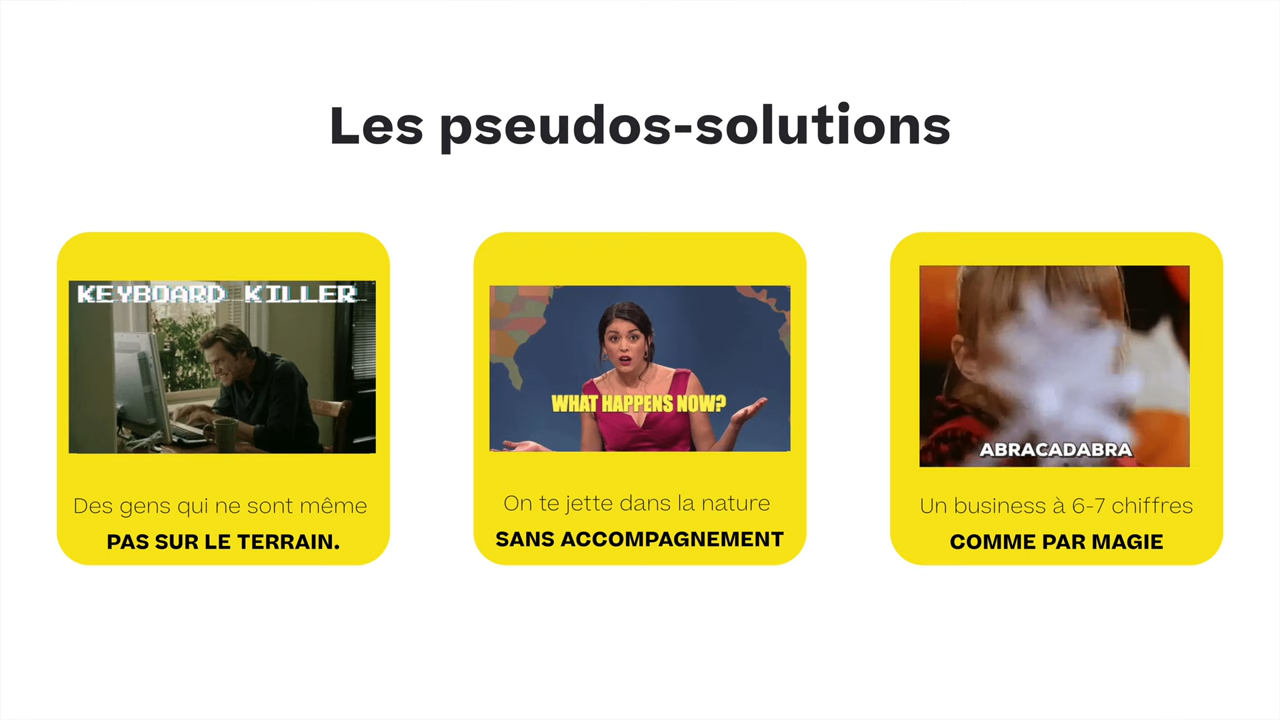 Les pseudos-solutions
KEYBOARD KILLER
Des gens qui ne sont même
PAS SUR LE TERRAIN.
WHAT HAPPENS NOW?
On te jette dans la nature
SANS ACCOMPAGNEMENT
ABRACADABRA
Un business à 6-7 chiffres
COMME PAR MAGIE